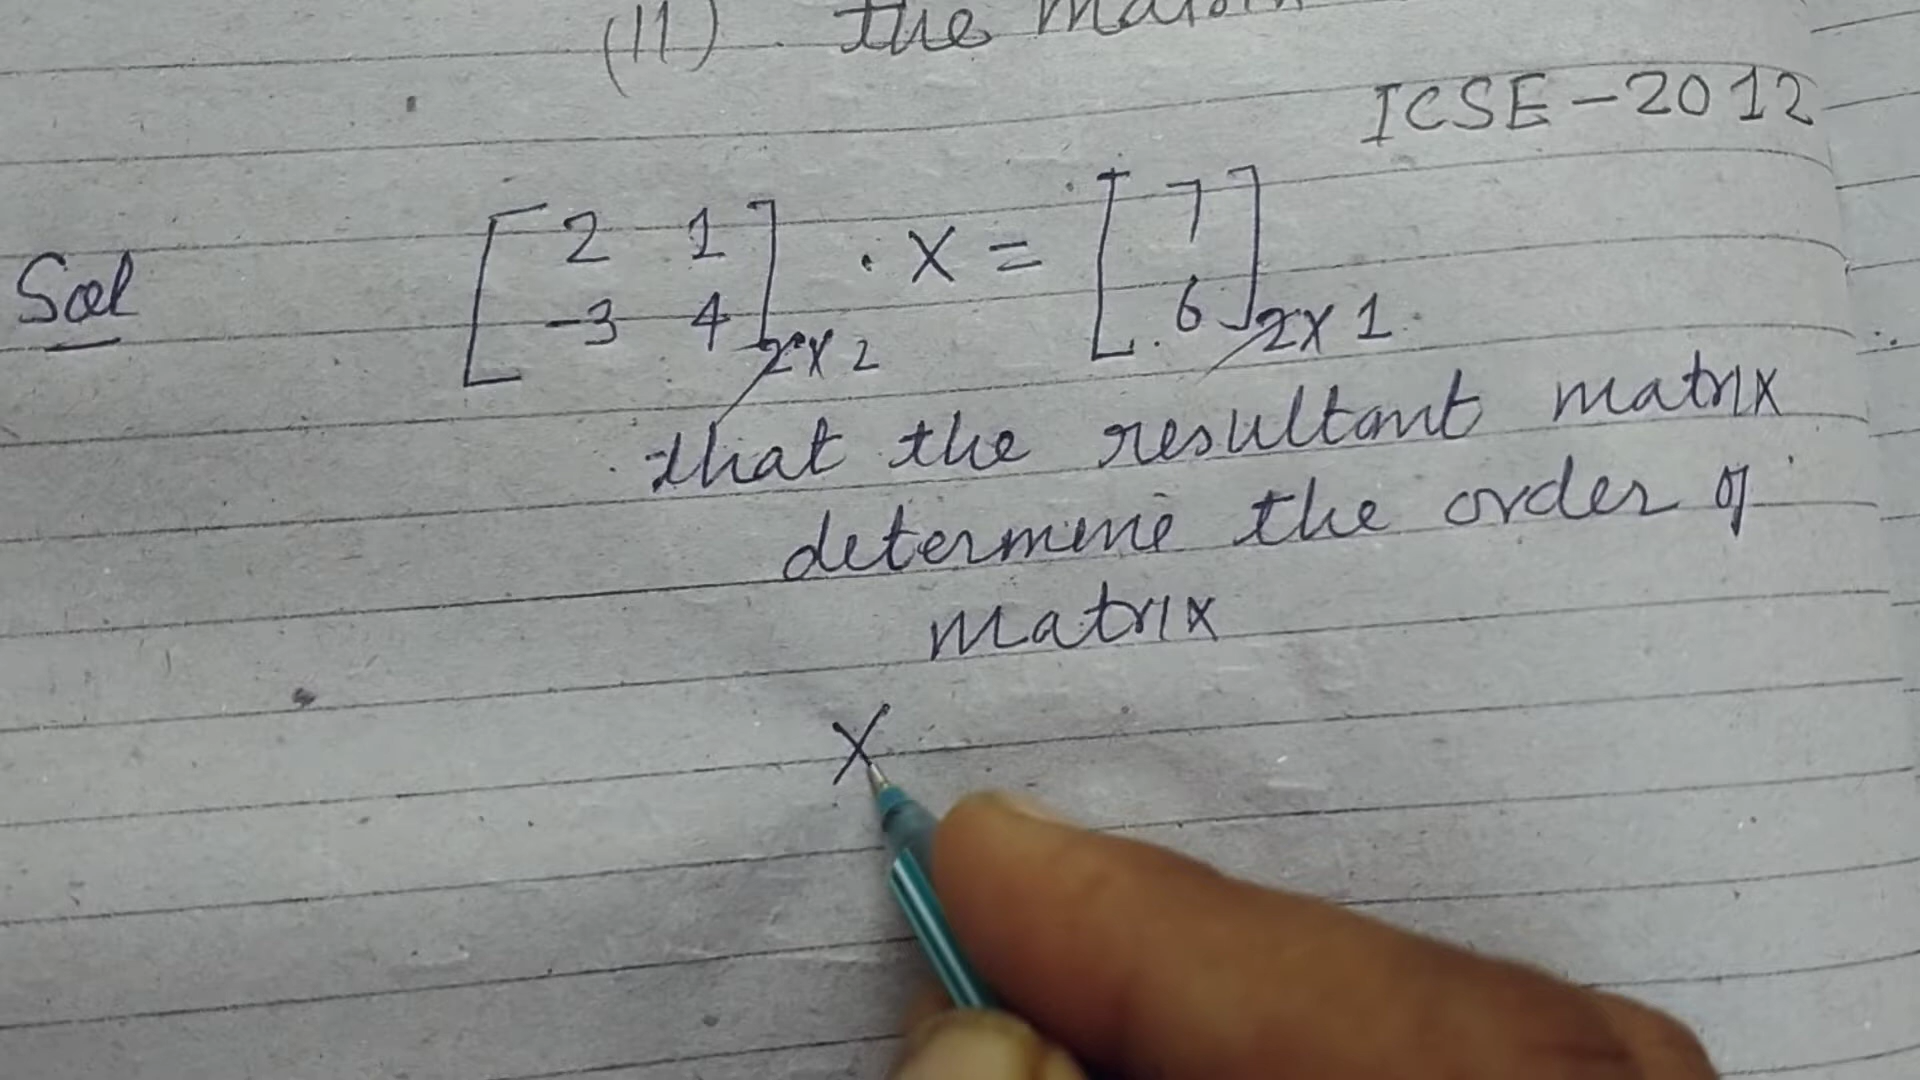 (11) the
ICSE-2012
Sol [ 2 1 ] . X = [ 7 ]
[ -3 4 ] 2x2 [ 6 ] 2x1
that the resultant matrix
determine the order of
matrix
X